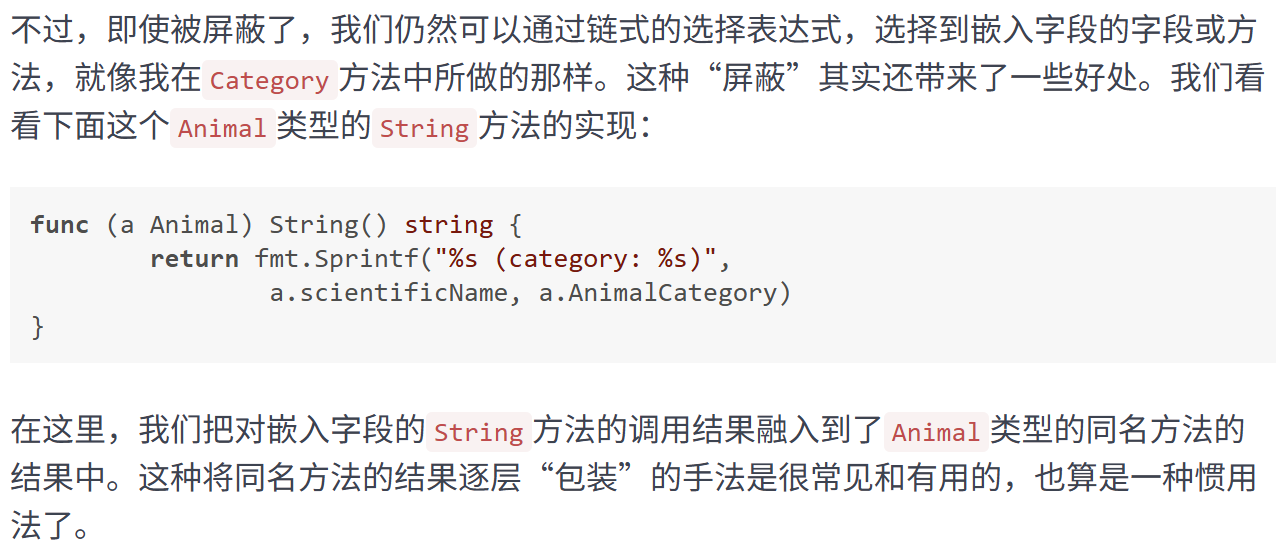 不过，即使被屏蔽了，我们仍然可以通过链式的选择表达式，选择到嵌入字段的字段或方
法，就像我在Category方法中所做的那样。这种“屏蔽”其实还带来了一些好处。我们看
看下面这个Animal类型的String方法的实现：
func (a Animal) String() string {
        return fmt.Sprintf("%s (category: %s)",
                a.scientificName, a.AnimalCategory)
}
在这里，我们把对嵌入字段的String方法的调用结果融入到了Animal类型的同名方法的
结果中。这种将同名方法的结果逐层“包装”的手法是很常见和有用的，也算是一种惯用
法了。